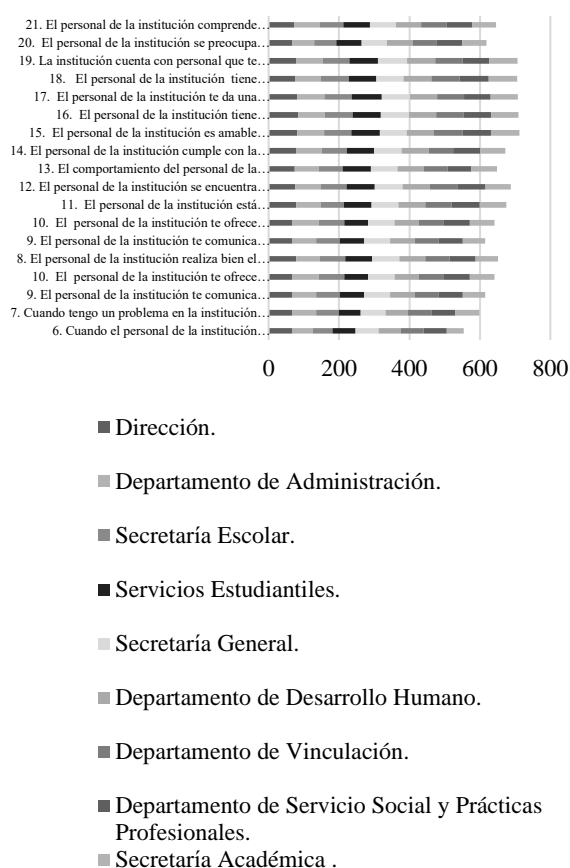 21. El personal de la institución comprende…
20.  El personal de la institución se preocupa…
19. La institución cuenta con personal que te…
18.   El personal de la institución  tiene…
17.   El personal de la institución te da una…
16.   El personal de la institución tiene…
15.   El personal de la institución es amable…
14. El personal de la institución cumple con la…
13. El comportamiento del personal de la…
12. El personal de la institución se encuentra…
11.   El personal de la institución está…
10.  El  personal de la institución te ofrece…
9. El personal de la institución te comunica…
8. El personal de la institución realiza bien el…
10.  El  personal de la institución te ofrece…
9. El personal de la institución te comunica…
7. Cuando tengo un problema en la institución…
6. Cuando el personal de la institución…
0 200 400 600 800
Dirección.
Departamento de Administración.
Secretaría Escolar.
Servicios Estudiantiles.
Secretaría General.
Departamento de Desarrollo Humano.
Departamento de Vinculación.
Departamento de Servicio Social y Prácticas
Profesionales.
Secretaría Académica .